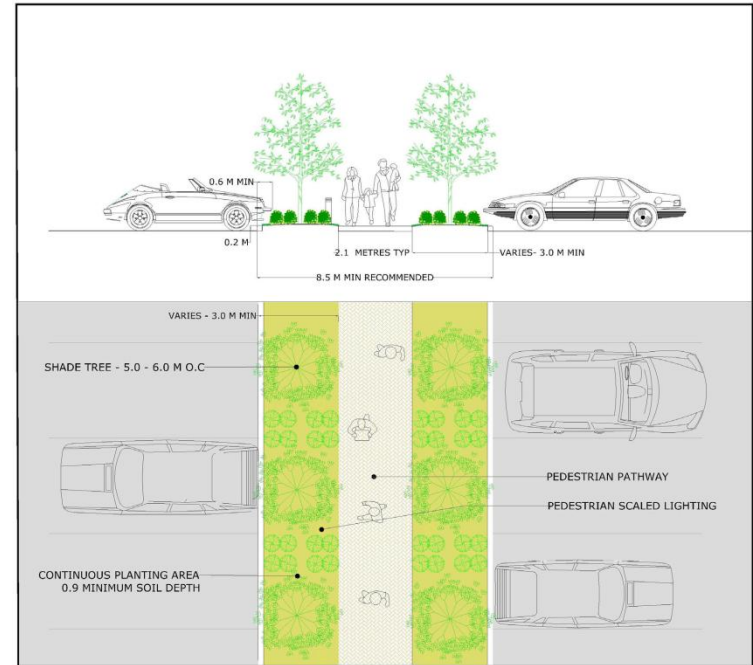 0.6 M MIN
0.2 M
2.1 METRES TYP
VARIES- 3.0 M MIN
8.5 M MIN RECOMMENDED
VARIES - 3.0 M MIN
SHADE TREE - 5.0 - 6.0 M O.C
PEDESTRIAN PATHWAY
PEDESTRIAN SCALED LIGHTING
CONTINUOUS PLANTING AREA
0.9 MINIMUM SOIL DEPTH